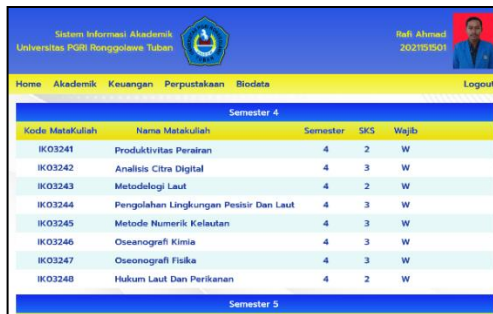 Sistem Informasi Akademik
Universitas PGRI Ronggolawe Tuban
Rafi Ahmad
2021151501
Home Akademik Keuangan Perpustakaan Biodata Logout
Semester 4
Kode MataKuliah Nama Matakuliah Semester SKS Wajib
IK03241 Produktivitas Perairan 4 2 W
IK03242 Analisis Citra Digital 4 3 W
IK03243 Metodelogi Laut 4 2 W
IK03244 Pengolahan Lingkungan Pesisir Dan Laut 4 3 W
IK03245 Metode Numerik Kelautan 4 3 W
IK03246 Oseanografi Kimia 4 3 W
IK03247 Oseonografi Fisika 4 3 W
IK03248 Hukum Laut Dan Perikanan 4 2 W
Semester 5